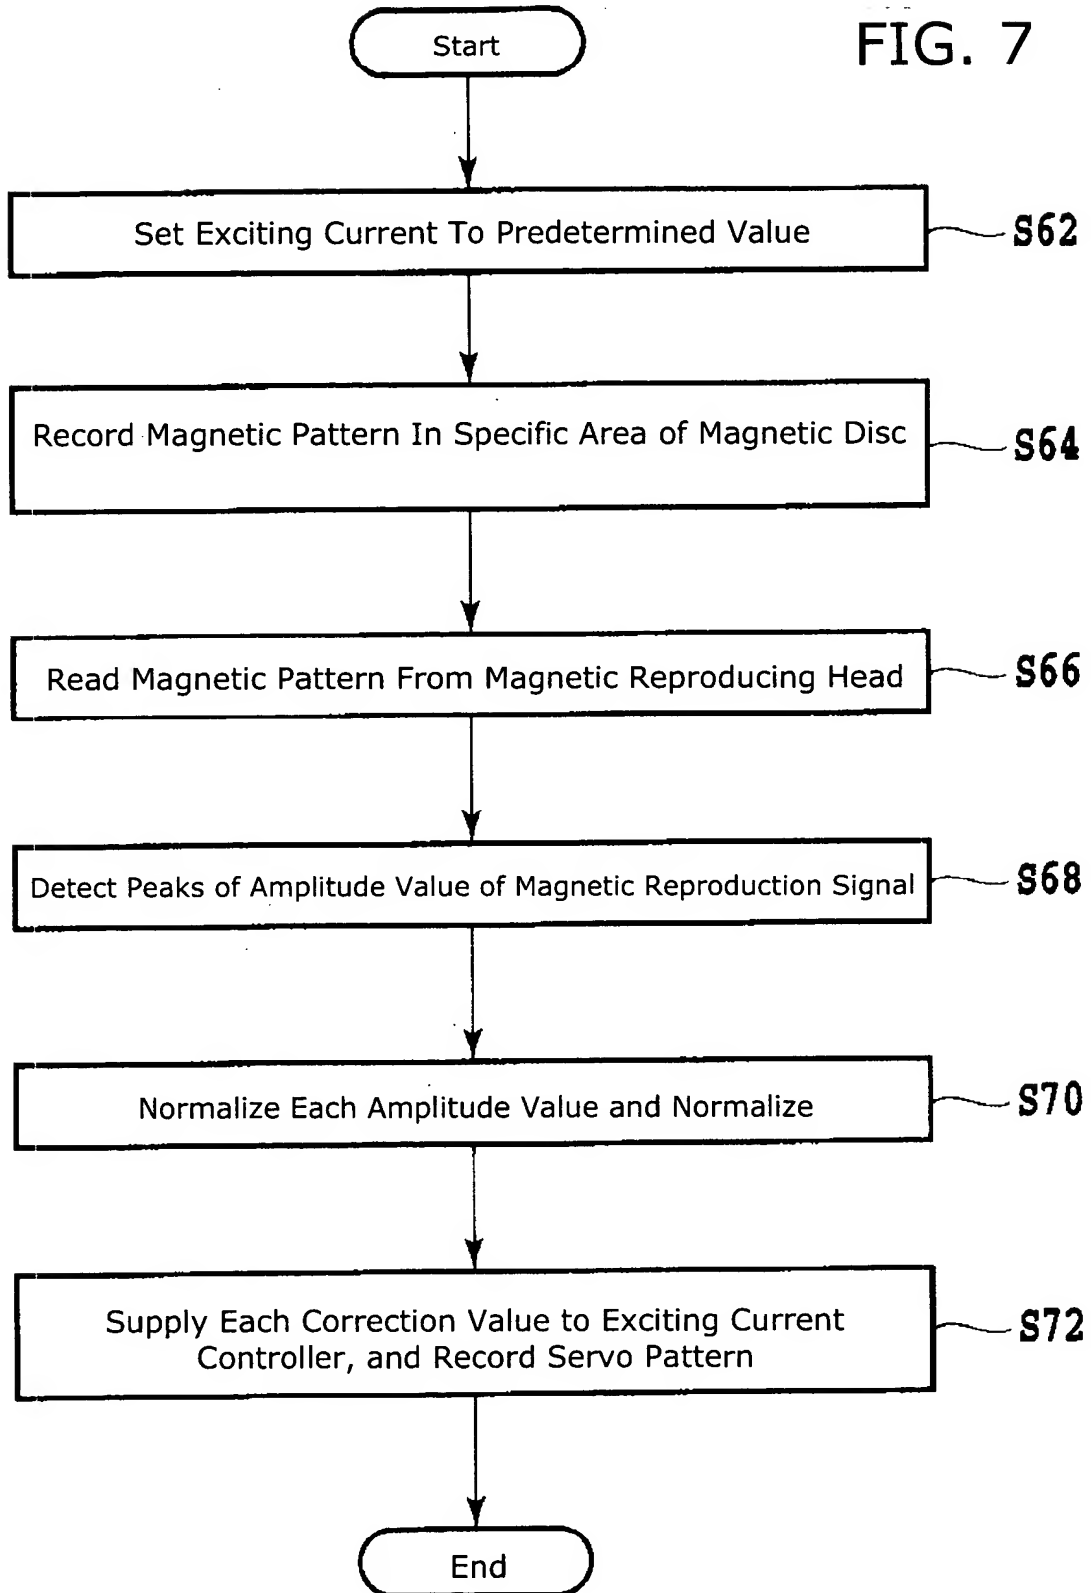 Start
FIG. 7
Set Exciting Current To Predetermined Value
S62
Record Magnetic Pattern In Specific Area of Magnetic Disc
S64
Read Magnetic Pattern From Magnetic Reproducing Head
S66
Detect Peaks of Amplitude Value of Magnetic Reproduction Signal
S68
Normalize Each Amplitude Value and Normalize
S70
Supply Each Correction Value to Exciting Current
Controller, and Record Servo Pattern
S72
End